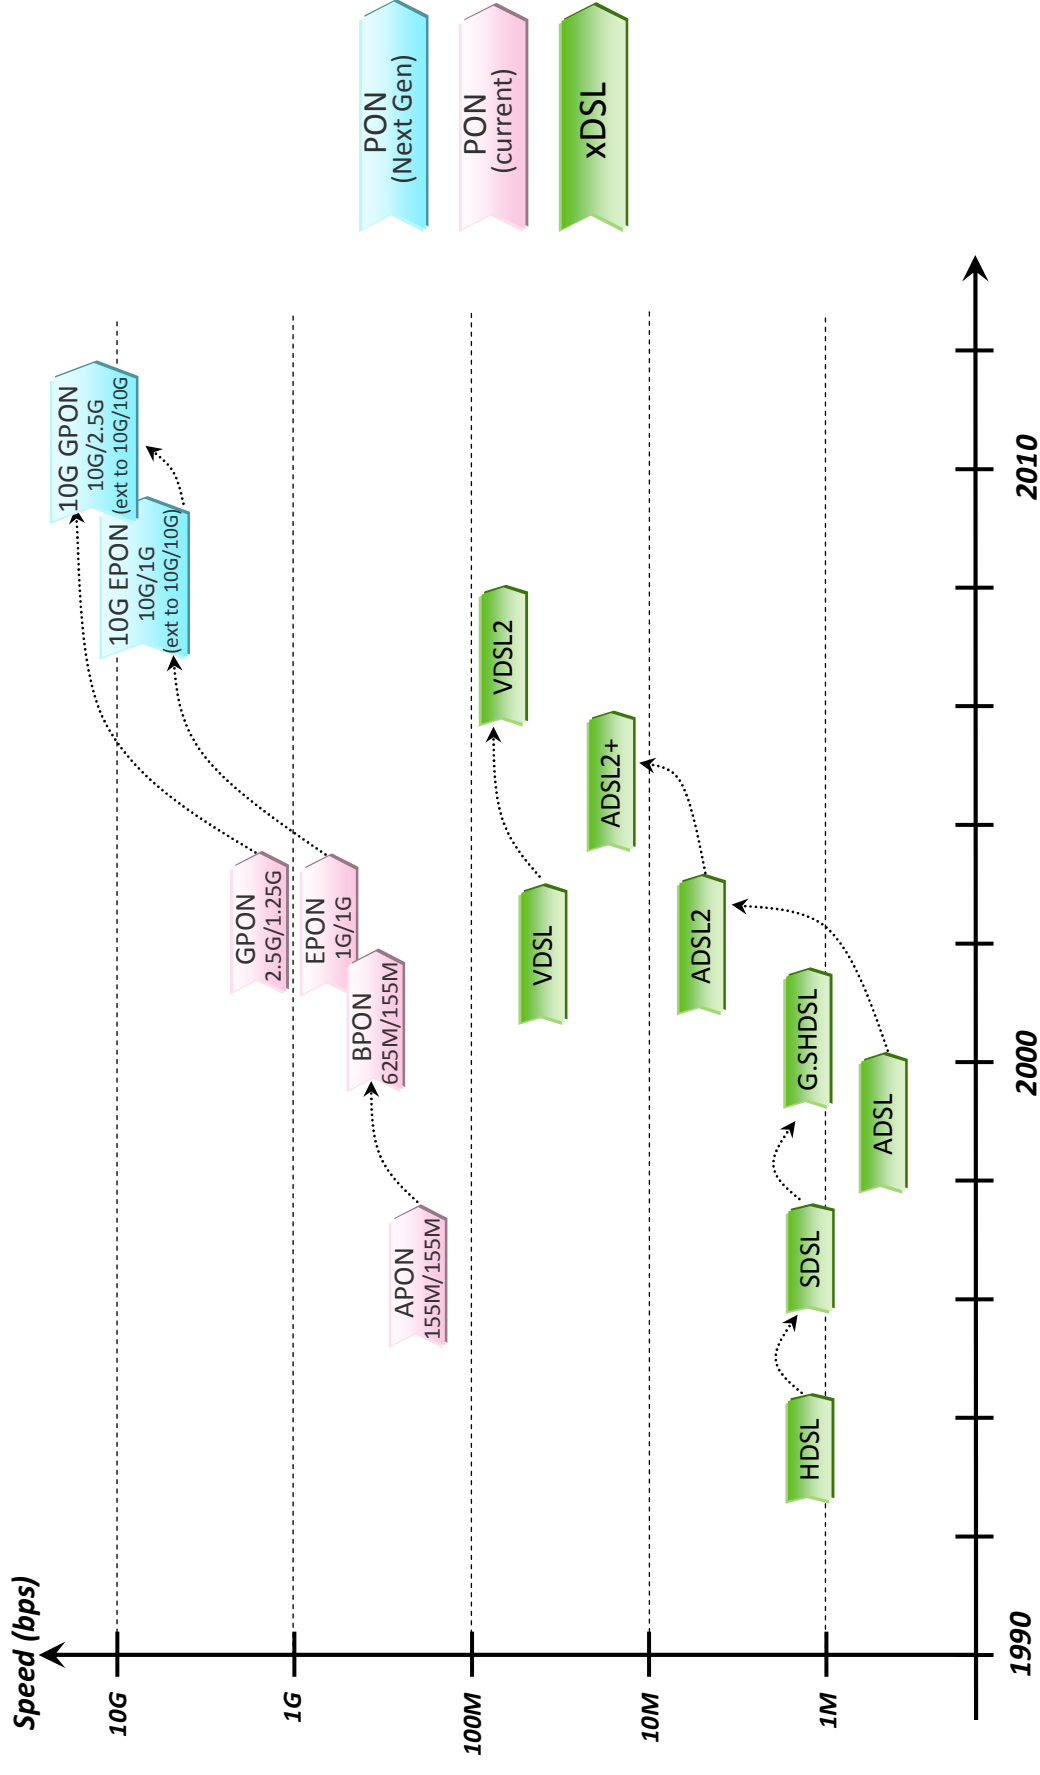 Speed (bps)
10G
1G
100M
10M
1M
1990
2000
2010
10G GPON
10G/2.5G
(ext to 10G/10G
10G EPON
10G/1G
(ext to 10G/10G)
GPON
2.5G/1.25G
EPON
1G/1G
BPON
625M/155M
APON
155M/155M
VDSL2
VDSL
ADSL2+
ADSL2
G.SHDSL
SDSL
HDSL
ADSL
PON
(Next Gen)
PON
(current)
xDSL